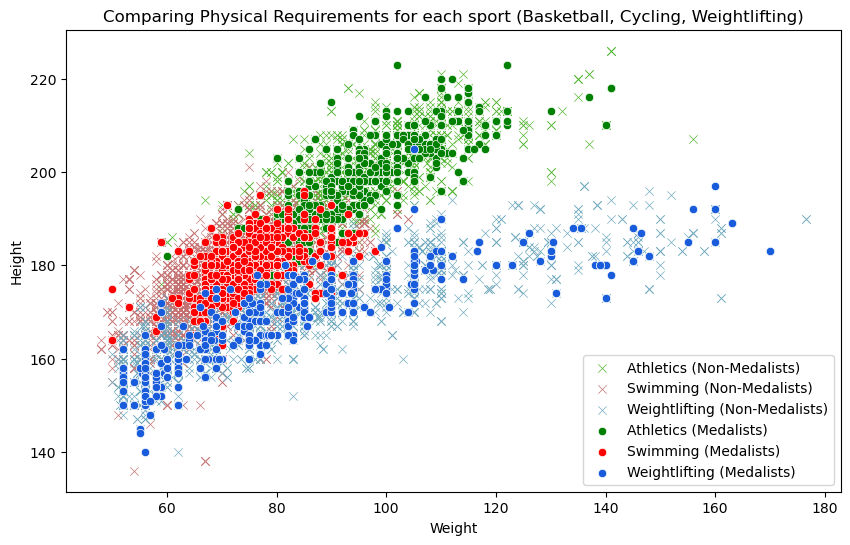 Comparing Physical Requirements for each sport (Basketball, Cycling, Weightlifting)
Height
220
200
180
160
140
Athletics (Non-Medalists)
Swimming (Non-Medalists)
Weightlifting (Non-Medalists)
Athletics (Medalists)
Swimming (Medalists)
Weightlifting (Medalists)
60 80 100 120 140 160 180
Weight